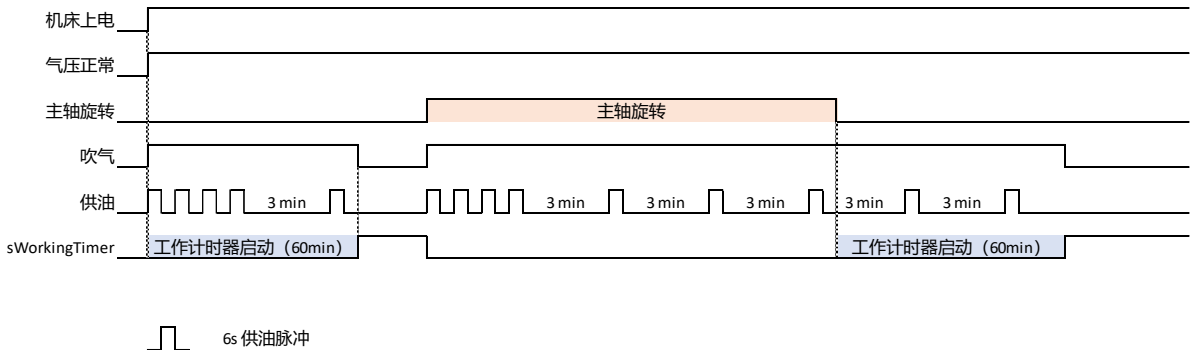 机床上电
气压正常
主轴旋转 主轴旋转
吹气
供油 3 min 3 min 3 min 3 min 3 min 3 min
sWorkingTimer 工作计时器启动（60min） 工作计时器启动（60min）
6s 供油脉冲